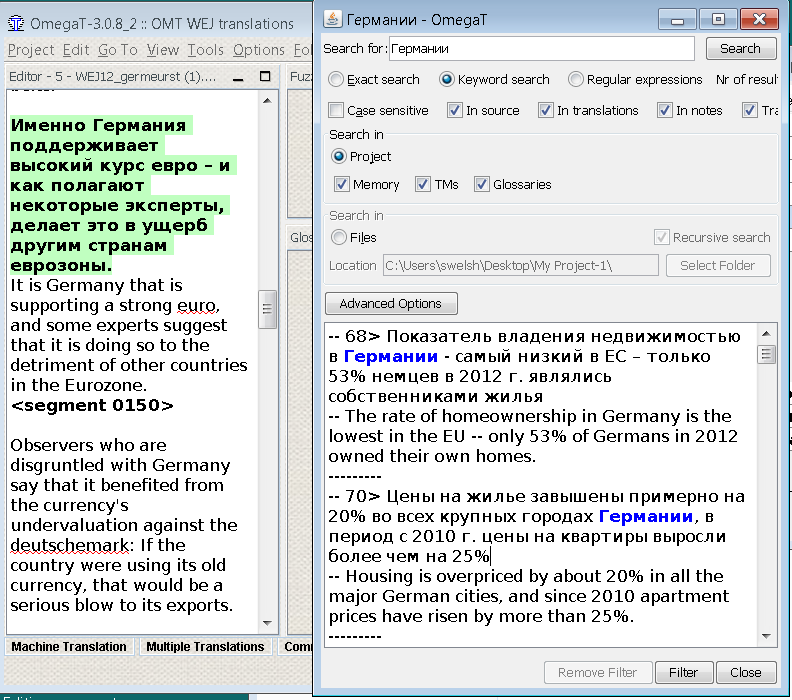 OmegaT-3.0.8_2 :: OMT WEJ translations
Project Edit Go To View Tools Options Fol
Editor - 5 - WEJ12_germeurst (1)....
Fuz
Именно Германия
поддерживает
высокий курс евро – и
как полагают
некоторые эксперты,
делает это в ущерб
другим странам
еврозоны.
It is Germany that is
supporting a strong euro,
and some experts suggest
that it is doing so to the
detriment of other countries
in the Eurozone.
<segment 0150>
Observers who are
disgruntled with Germany
say that it benefited from
the currency's
undervaluation against the
deutschemark: If the
country were using its old
currency, that would be a
serious blow to its exports.
Glos
Machine Translation
Multiple Translations
Com
Германии - OmegaT
Search for: Германии
Search
Exact search
Keyword search
Regular expressions
Nr of resul
Case sensitive
In source
In translations
In notes
Tra
Search in
Project
Memory
TMs
Glossaries
Search in
Files
Recursive search
Location C:\Users\swelsh\Desktop\My Project-1\
Select Folder
Advanced Options
-- 68> Показатель владения недвижимостью
в Германии - самый низкий в ЕС – только
53% немцев в 2012 г. являлись
собственниками жилья
-- The rate of homeownership in Germany is the
lowest in the EU -- only 53% of Germans in 2012
owned their own homes.
---------
-- 70> Цены на жилье завышены примерно на
20% во всех крупных городах Германии, в
период с 2010 г. цены на квартиры выросли
более чем на 25%
-- Housing is overpriced by about 20% in all the
major German cities, and since 2010 apartment
prices have risen by more than 25%.
---------
Remove Filter
Filter
Close